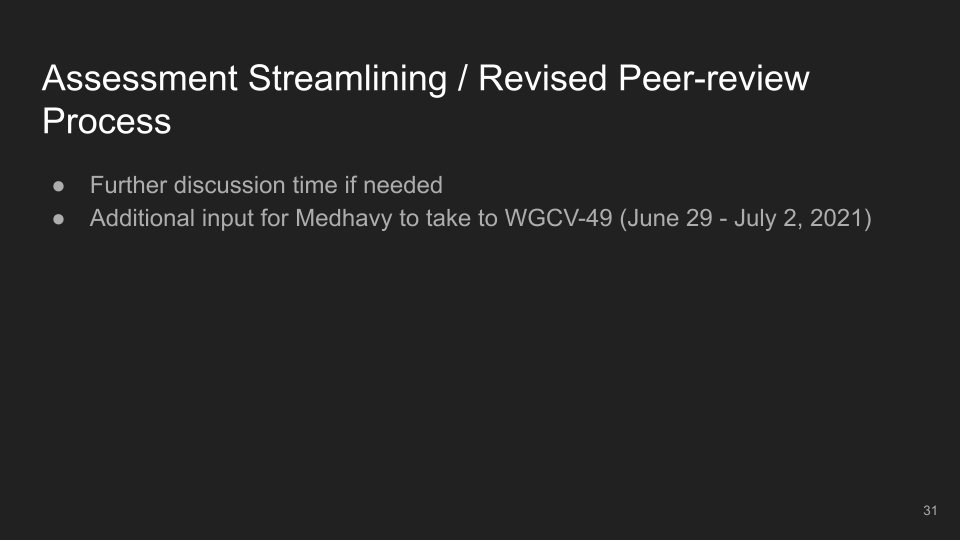 Assessment Streamlining / Revised Peer-review
Process
● Further discussion time if needed
● Additional input for Medhavy to take to WGCV-49 (June 29 - July 2, 2021)
31